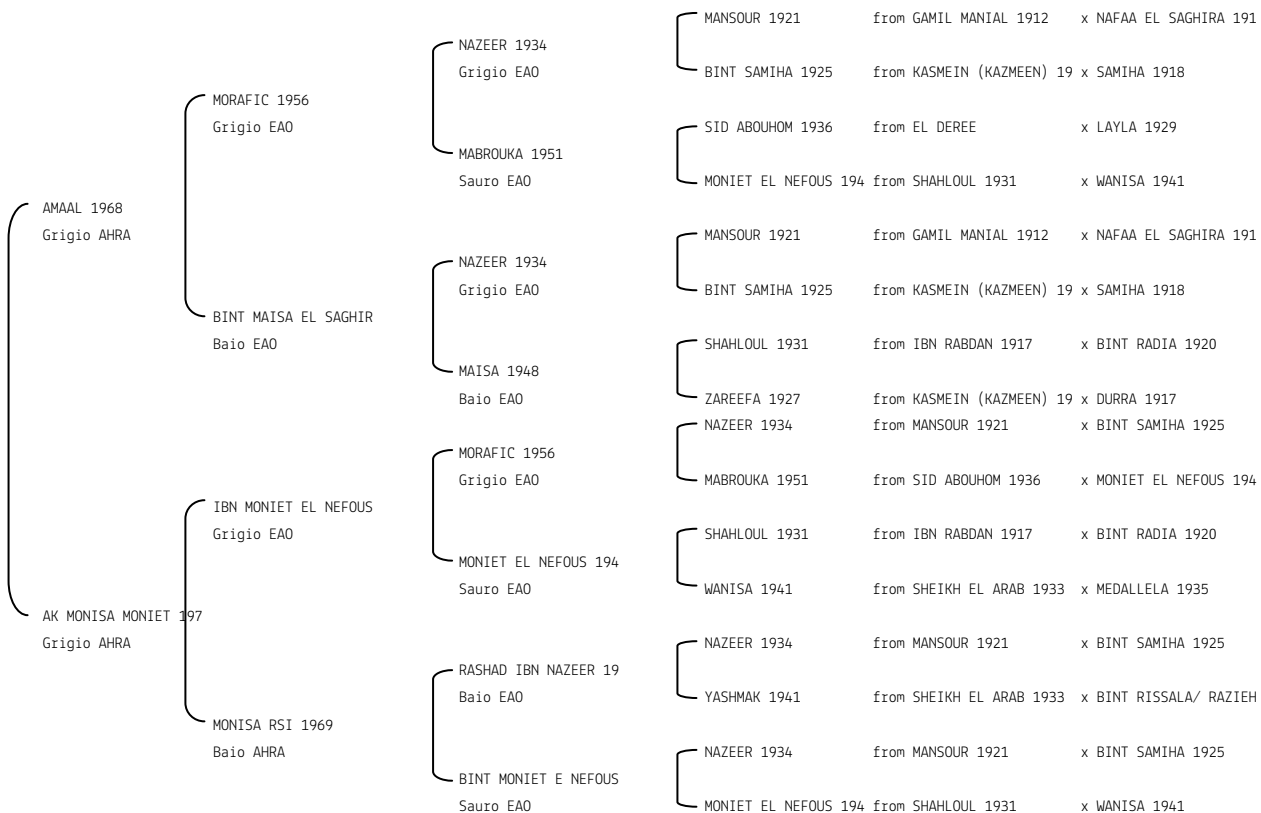 MANSOUR 1921 from GAMIL MANIAL 1912 x NAFAA EL SAGHIRA 191
NAZEER 1934
Grigio EAO BINT SAMIHA 1925 from KASMEIN (KAZMEEN) 19 x SAMIHA 1918
MORAFIC 1956
Grigio EAO SID ABOUHOM 1936 from EL DEREE x LAYLA 1929
MABROUKA 1951
Sauro EAO MONIET EL NEFOUS 194 from SHAHLOUL 1931 x WANISA 1941
AMAAL 1968
Grigio AHRA MANSOUR 1921 from GAMIL MANIAL 1912 x NAFAA EL SAGHIRA 191
NAZEER 1934
Grigio EAO BINT SAMIHA 1925 from KASMEIN (KAZMEEN) 19 x SAMIHA 1918
BINT MAISA EL SAGHIR
Baio EAO SHAHLOUL 1931 from IBN RABDAN 1917 x BINT RADIA 1920
MAISA 1948
Baio EAO ZAREEFA 1927 from KASMEIN (KAZMEEN) 19 x DURRA 1917
NAZEER 1934 from MANSOUR 1921 x BINT SAMIHA 1925
MORAFIC 1956
Grigio EAO MABROUKA 1951 from SID ABOUHOM 1936 x MONIET EL NEFOUS 194
IBN MONIET EL NEFOUS
Grigio EAO SHAHLOUL 1931 from IBN RABDAN 1917 x BINT RADIA 1920
MONIET EL NEFOUS 194
Sauro EAO WANISA 1941 from SHEIKH EL ARAB 1933 x MEDALLELA 1935
AK MONISA MONIET 197
Grigio AHRA NAZEER 1934 from MANSOUR 1921 x BINT SAMIHA 1925
RASHAD IBN NAZEER 19
Baio EAO YASHMAK 1941 from SHEIKH EL ARAB 1933 x BINT RISSALA/ RAZIEH
MONISA RSI 1969
Baio AHRA NAZEER 1934 from MANSOUR 1921 x BINT SAMIHA 1925
BINT MONIET E NEFOUS
Sauro EAO MONIET EL NEFOUS 194 from SHAHLOUL 1931 x WANISA 1941